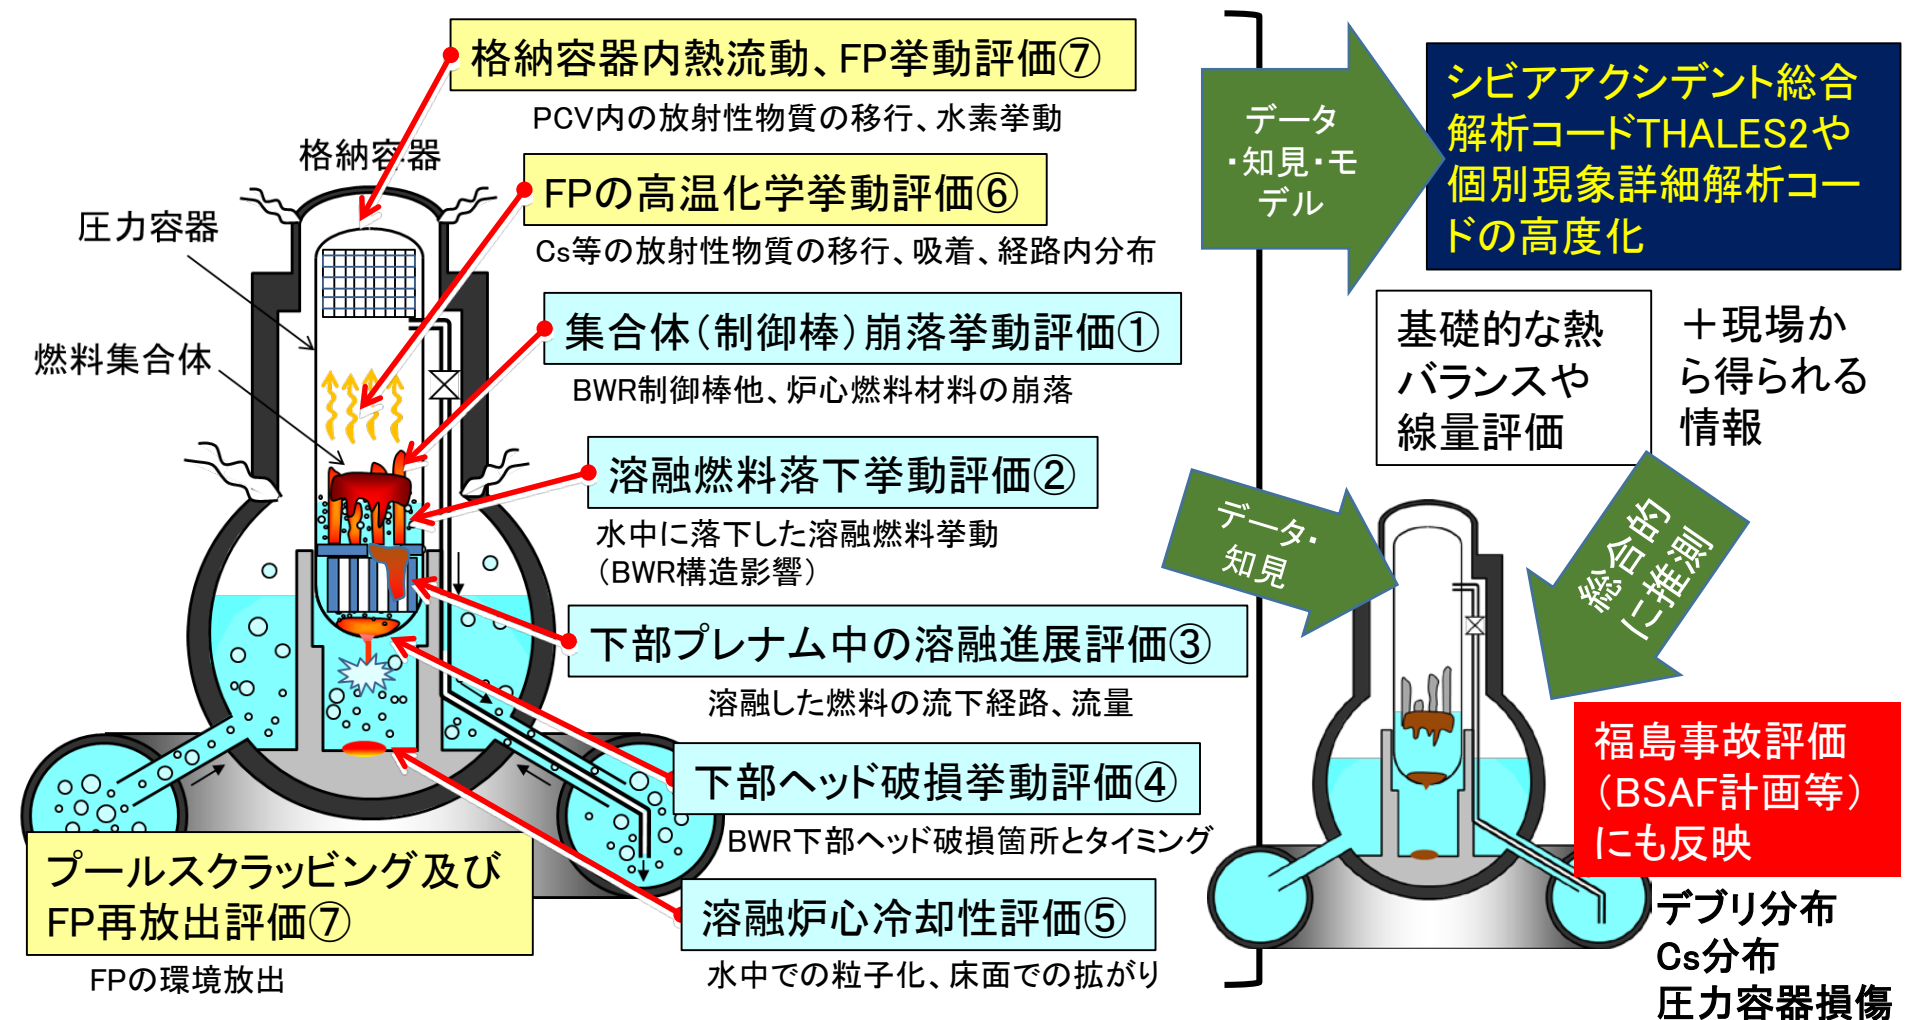 格納容器内熱流動、FP挙動評価⑦
PCV内の放射性物質の移行、水素挙動
格納容器
FPの高温化学挙動評価⑥
Cs等の放射性物質の移行、吸着、経路内分布
圧力容器
集合体(制御棒)崩落挙動評価①
BWR制御棒他、炉心燃料材料の崩落
燃料集合体
溶融燃料落下挙動評価②
水中に落下した溶融燃料挙動
(BWR構造影響)
下部プレナム中の溶融進展評価③
溶融した燃料の流下経路、流量
下部ヘッド破損挙動評価④
BWR下部ヘッド破損箇所とタイミング
プールスクラッビング及び
FP再放出評価⑦
FPの環境放出
溶融炉心冷却性評価⑤
水中での粒子化、床面での拡がり
データ
・知見・モ
デル
シビアアクシデント総合
解析コードTHALES2や
個別現象詳細解析コー
ドの高度化
基礎的な熱
バランスや
線量評価
+現場か
ら得られる
情報
データ・
知見
総合的
に推測
福島事故評価
(BSAF計画等)
にも反映
デブリ分布
Cs分布
圧力容器損傷